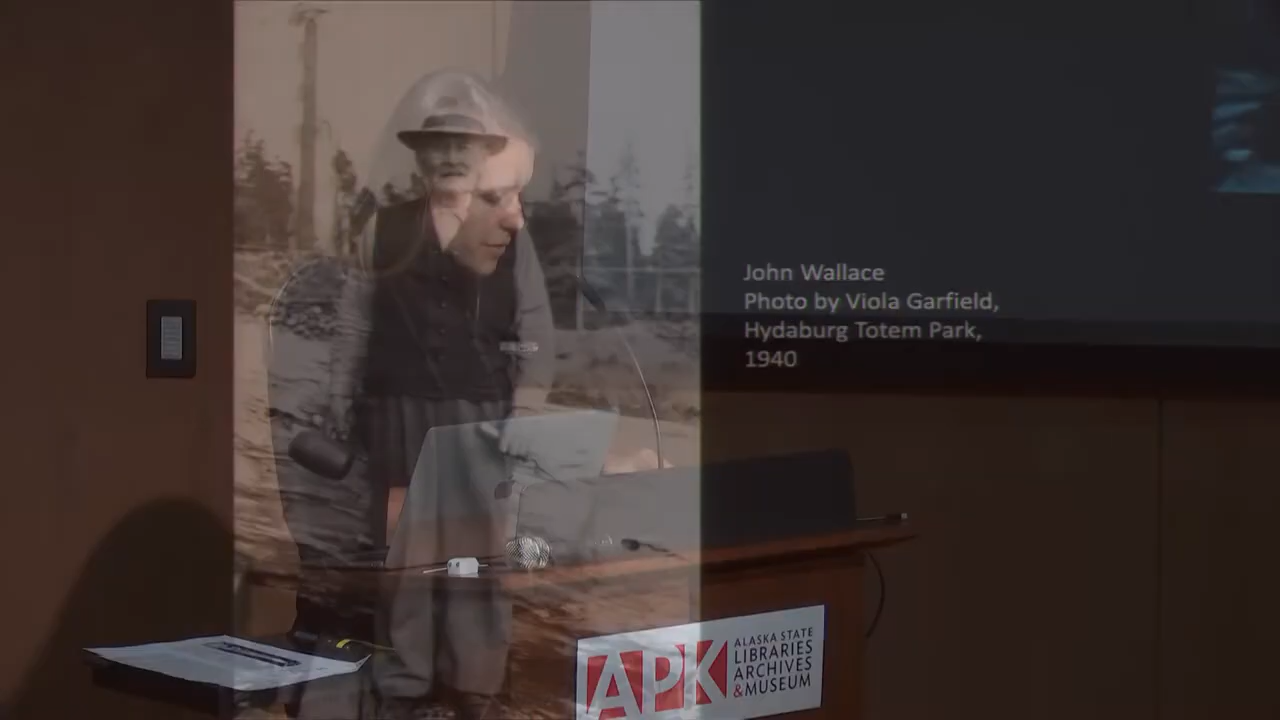 John Wallace
Photo by Viola Garfield,
Hydaburg Totem Park,
1940
APK
ALASKA STATE
LIBRARIES
ARCHIVES
&MUSEUM